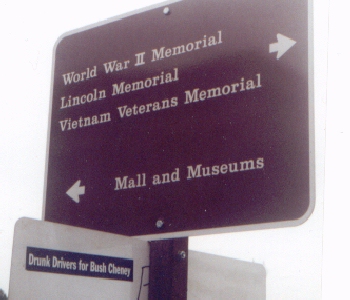 World War II Memorial
Lincoln Memorial
Vietnam Veterans Memorial
Mall and Museums
Drunk Drivers for Bush Cheney